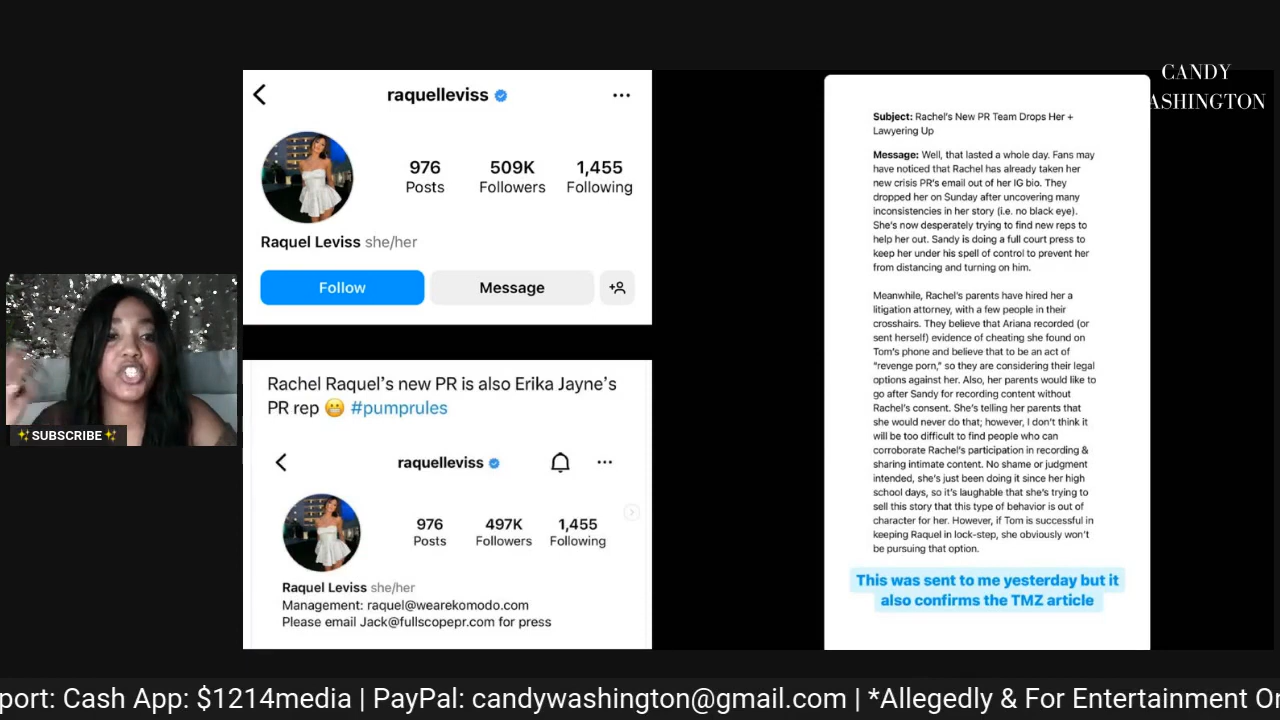 raquelleviss
976
509K
1,455
Posts
Followers
Following
Raquel Leviss she/her
Follow
Message
Rachel Raquel's new PR is also Erika Jayne's
PR rep 😬 #pumprules
raquelleviss
976
497K
1,455
Posts
Followers
Following
Raquel Leviss she/her
Management: raquel@wearekomodo.com
Please email Jack@fullscopepr.com for press
Subject: Rachel's New PR Team Drops Her +
Lawyering Up
Message: Well, that lasted a whole day. Fans may
have noticed that Rachel has already taken her
new crisis PR's email out of her IG bio. They
dropped her on Sunday after uncovering many
inconsistencies in her story (i.e. no black eye).
She's now desperately trying to find new reps to
help her out. Sandy is doing a full court press to
keep her under his spell of control to prevent her
from distancing and turning on him.
Meanwhile, Rachel's parents have hired her a
litigation attorney, with a few people in their
crosshairs. They believe that Ariana recorded (or
sent herself) evidence of cheating she found on
Tom's phone and believe that to be an act of
"revenge porn," so they are considering their legal
options against her. Also, her parents would like to
go after Sandy for recording content without
Rachel's consent. She's telling her parents that
she would never do that; however, I don't think it
will be too difficult to find people who can
corroborate Rachel's participation in recording &
sharing intimate content. No shame or judgment
intended, she's just been doing it since her high
school days, so it's laughable that she's trying to
sell this story that this type of behavior is out of
character for her. However, if Tom is successful in
keeping Raquel in lock-step, she obviously won't
be pursuing that option.
This was sent to me yesterday but it
also confirms the TMZ article
CANDY
ASHINGTON
✨SUBSCRIBE✨
port: Cash App: $1214media | PayPal: candywashington@gmail.com | *Allegedly & For Entertainment On